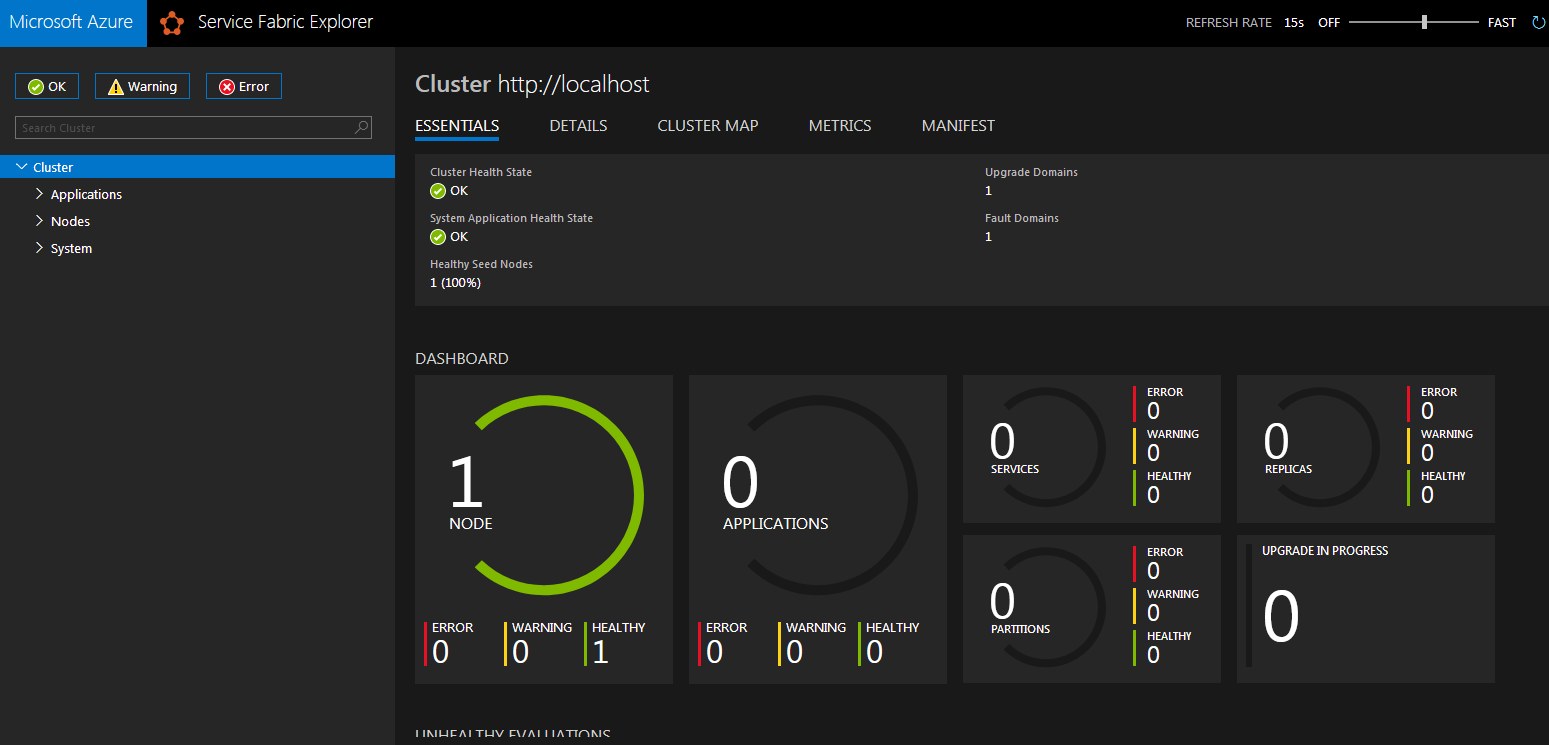 Microsoft Azure
Service Fabric Explorer
REFRESH RATE 15s OFF FAST
OK Warning Error
Search Cluster
Cluster
Applications
Nodes
System
Cluster http://localhost
ESSENTIALS DETAILS CLUSTER MAP METRICS MANIFEST
Cluster Health State
OK
System Application Health State
OK
Healthy Seed Nodes
1 (100%)
Upgrade Domains
1
Fault Domains
1
DASHBOARD
1
NODE
ERROR
0
WARNING
0
HEALTHY
1
0
APPLICATIONS
ERROR
0
WARNING
0
HEALTHY
0
0
SERVICES
ERROR
0
WARNING
0
HEALTHY
0
0
REPLICAS
ERROR
0
WARNING
0
HEALTHY
0
0
PARTITIONS
ERROR
0
WARNING
0
HEALTHY
0
UPGRADE IN PROGRESS
0
UNHEALTHY EVALUATIONS